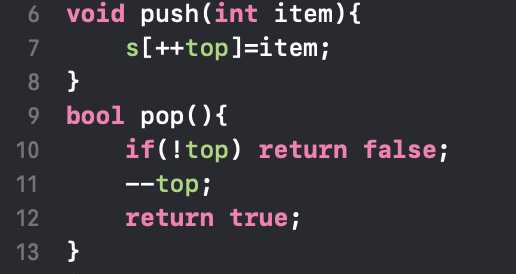 6 void push(int item){
7     s[++top]=item;
8 }
9 bool pop(){
10     if(!top) return false;
11     --top;
12     return true;
13 }